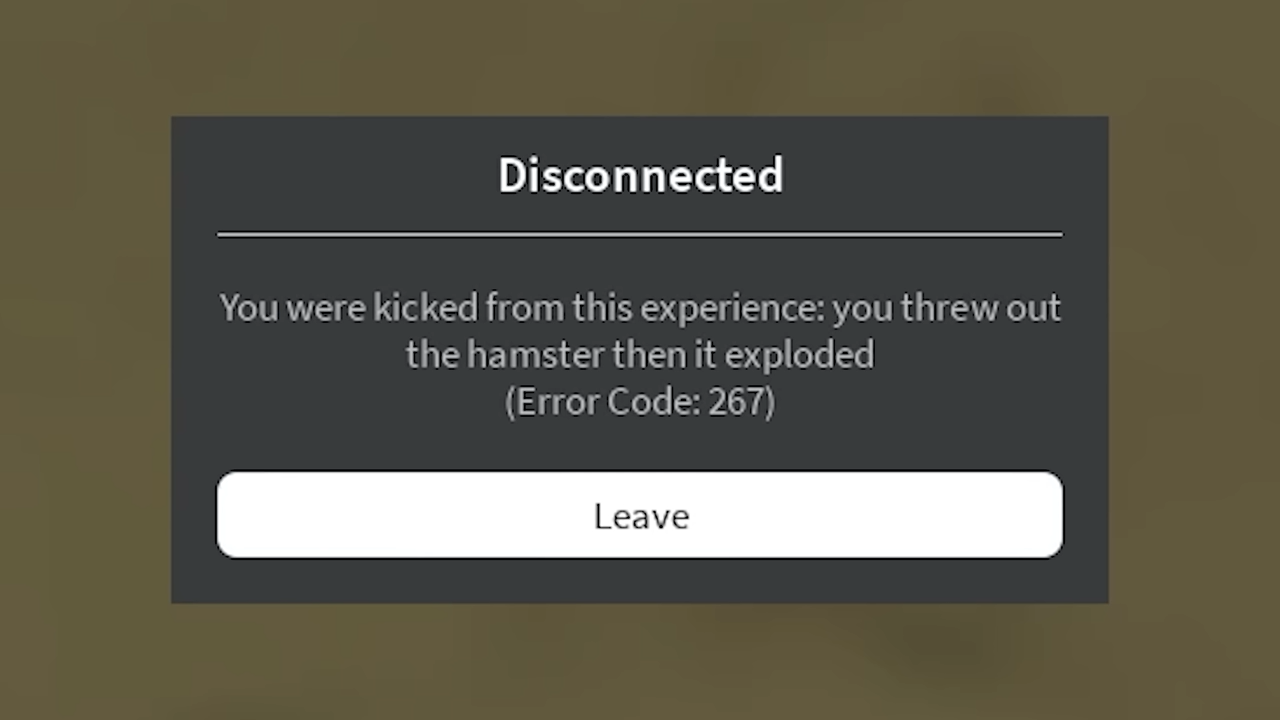 Disconnected
You were kicked from this experience: you threw out
the hamster then it exploded
(Error Code: 267)
Leave